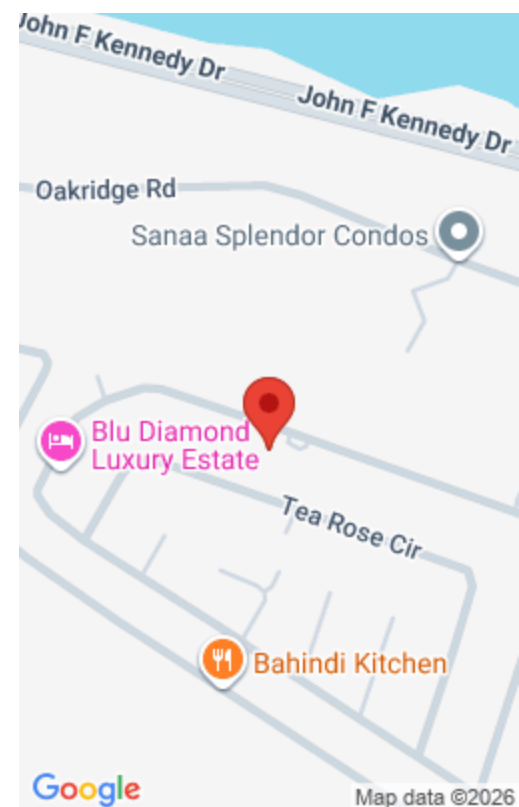 John F Kennedy Dr
John F Kennedy Dr
Oakridge Rd
Sanaa Splendor Condos
Blu Diamond
Luxury Estate
Tea Rose Cir
Bahindi Kitchen
Google
Map data ©2026